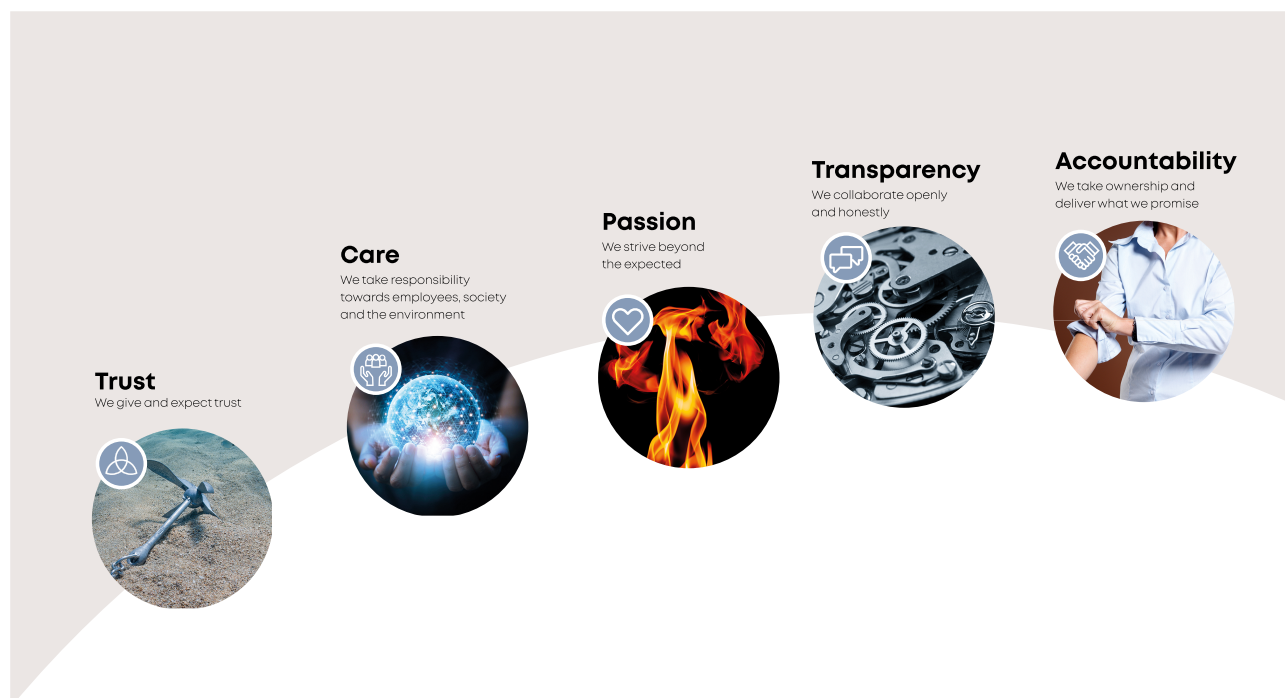 Trust
We give and expect trust
Care
We take responsibility
towards employees, society
and the environment
Passion
We strive beyond
the expected
Transparency
We collaborate openly
and honestly
Accountability
We take ownership and
deliver what we promise